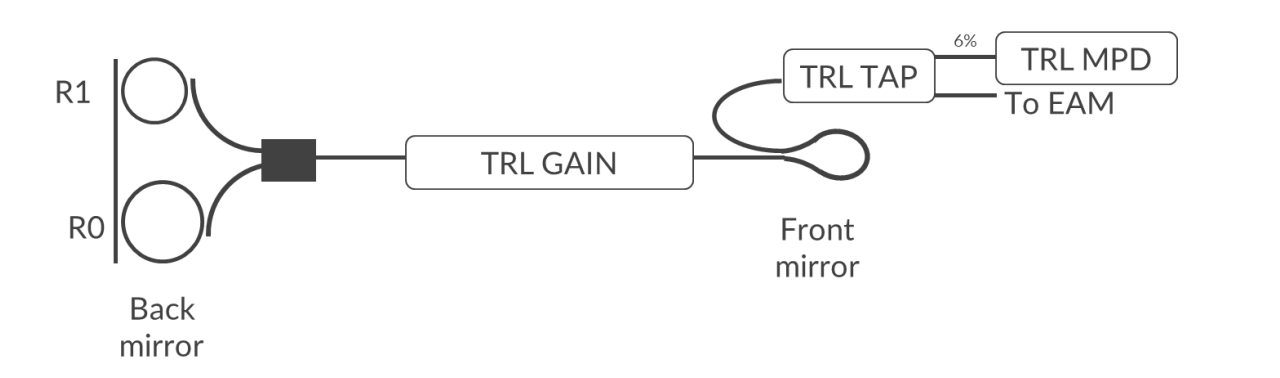 6%
TRL MPD
TRL TAP
R1
To EAM
TRL GAIN
R0
Front
mirror
Back
mirror